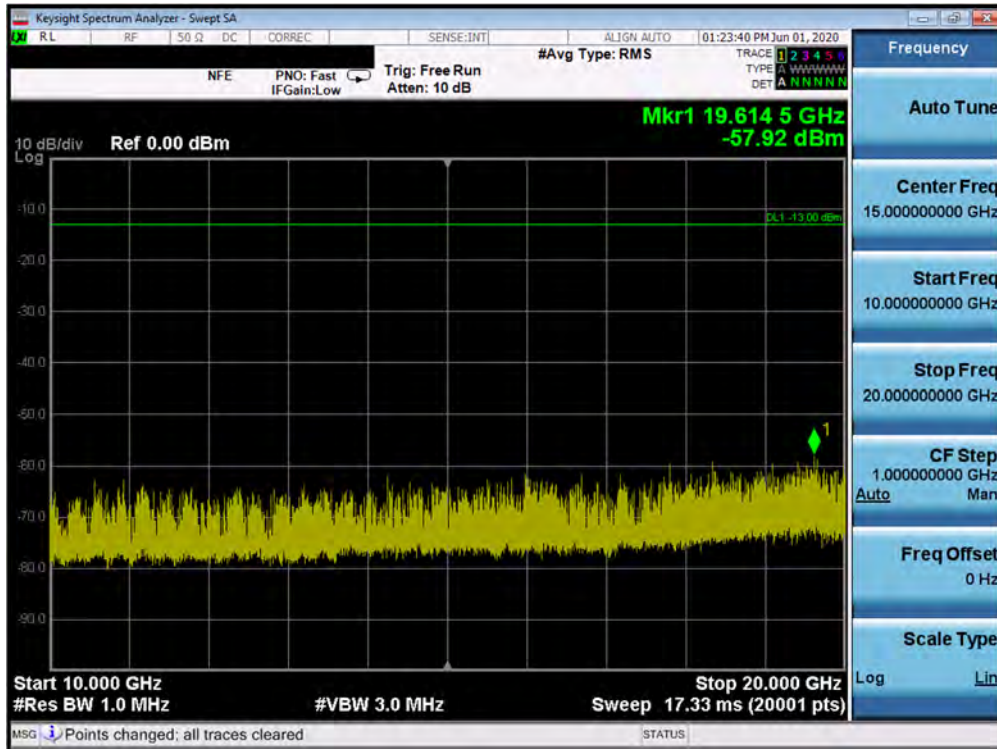 Keysight Spectrum Analyzer - Swept SA
LXI RL RF 50 Ω DC CORREC SENSE:INT ALIGN AUTO 01:23:40 PM Jun 01, 2020
NFE PNO: Fast IFGain:Low
Trig: Free Run
Atten: 10 dB
#Avg Type: RMS
TRACE 1 2 3 4 5 6
TYPE A WWWWW
DET A N N N N N
Mkr1 19.614 5 GHz
-57.92 dBm
10 dB/div Ref 0.00 dBm
Log
-10.0
DL1 -13.00 dBm
-20.0
-30.0
-40.0
-50.0
1
-60.0
-70.0
-80.0
-90.0
Start 10.000 GHz Stop 20.000 GHz
#Res BW 1.0 MHz #VBW 3.0 MHz Sweep 17.33 ms (20001 pts)
MSG Points changed; all traces cleared STATUS
Frequency
Auto Tune
Center Freq
15.000000000 GHz
Start Freq
10.000000000 GHz
Stop Freq
20.000000000 GHz
CF Step
1.000000000 GHz
Auto Man
Freq Offset
0 Hz
Scale Type
Log Lin